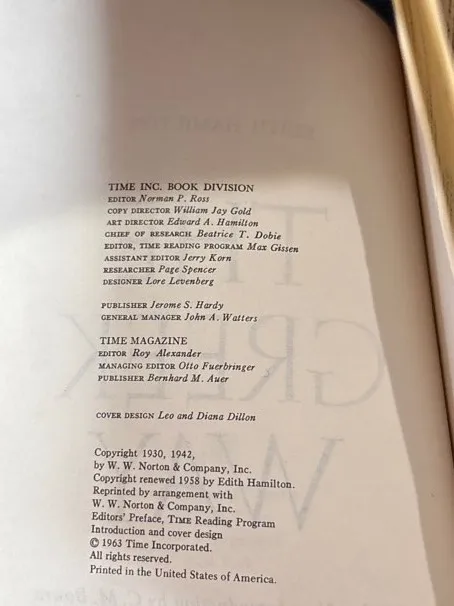 TIME INC. BOOK DIVISION
EDITOR Norman P. Ross
COPY DIRECTOR William Jay Gold
ART DIRECTOR Edward A. Hamilton
CHIEF OF RESEARCH Beatrice T. Dobie
EDITOR, TIME READING PROGRAM Max Gissen
ASSISTANT EDITOR Jerry Korn
RESEARCHER Page Spencer
DESIGNER Lore Levenberg
PUBLISHER Jerome S. Hardy
GENERAL MANAGER John A. Watters
TIME MAGAZINE
EDITOR Roy Alexander
MANAGING EDITOR Otto Fuerbringer
PUBLISHER Bernhard M. Auer
COVER DESIGN Leo and Diana Dillon
Copyright 1930, 1942,
by W. W. Norton & Company, Inc.
Copyright renewed 1958 by Edith Hamilton.
Reprinted by arrangement with
W. W. Norton & Company, Inc.
Editors' Preface, TIME Reading Program
Introduction and cover design
© 1963 Time Incorporated.
All rights reserved.
Printed in the United States of America.